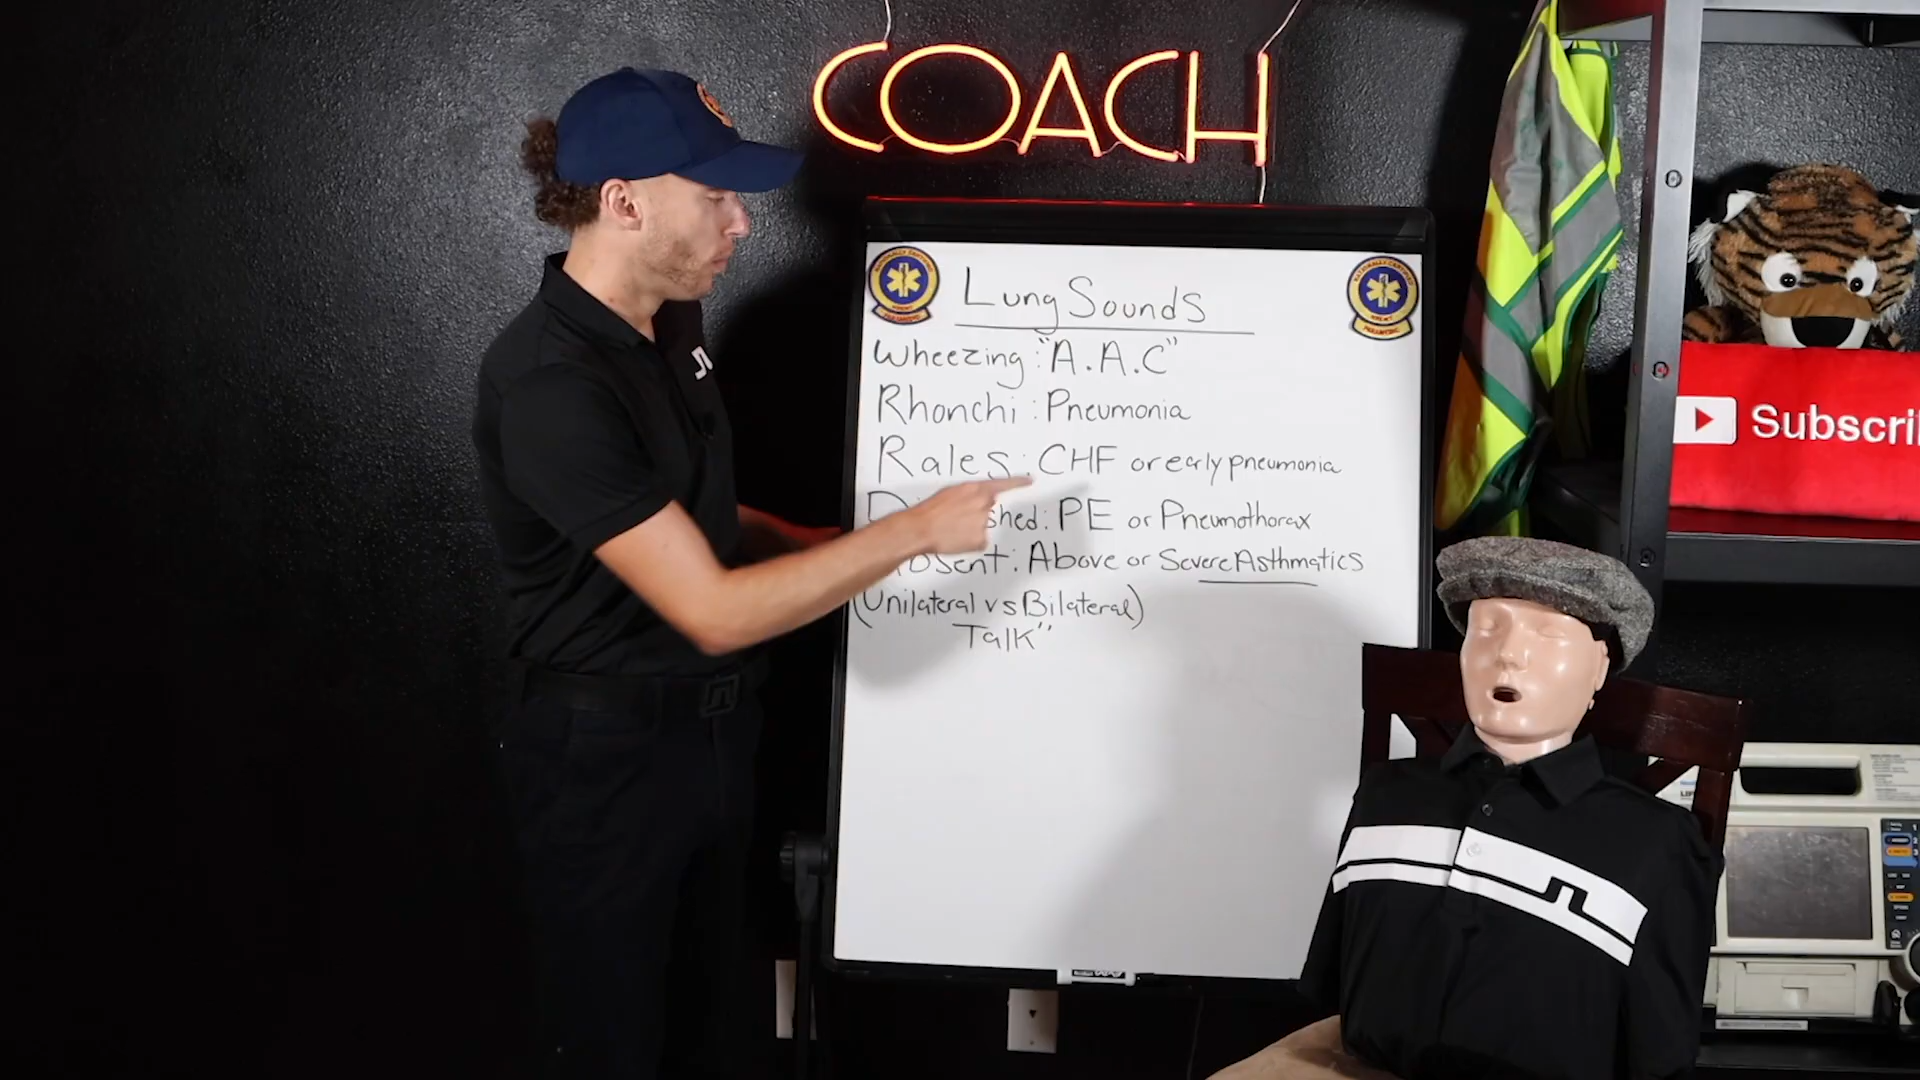 COACH
Lung Sounds
Wheezing: "A.A.C"
Rhonchi: Pneumonia
Rales: CHF or early pneumonia
shed: PE or Pneumothorax
Absent: Above or Severe Asthmatics
(Unilateral vs Bilateral)
Talk"
Subscri